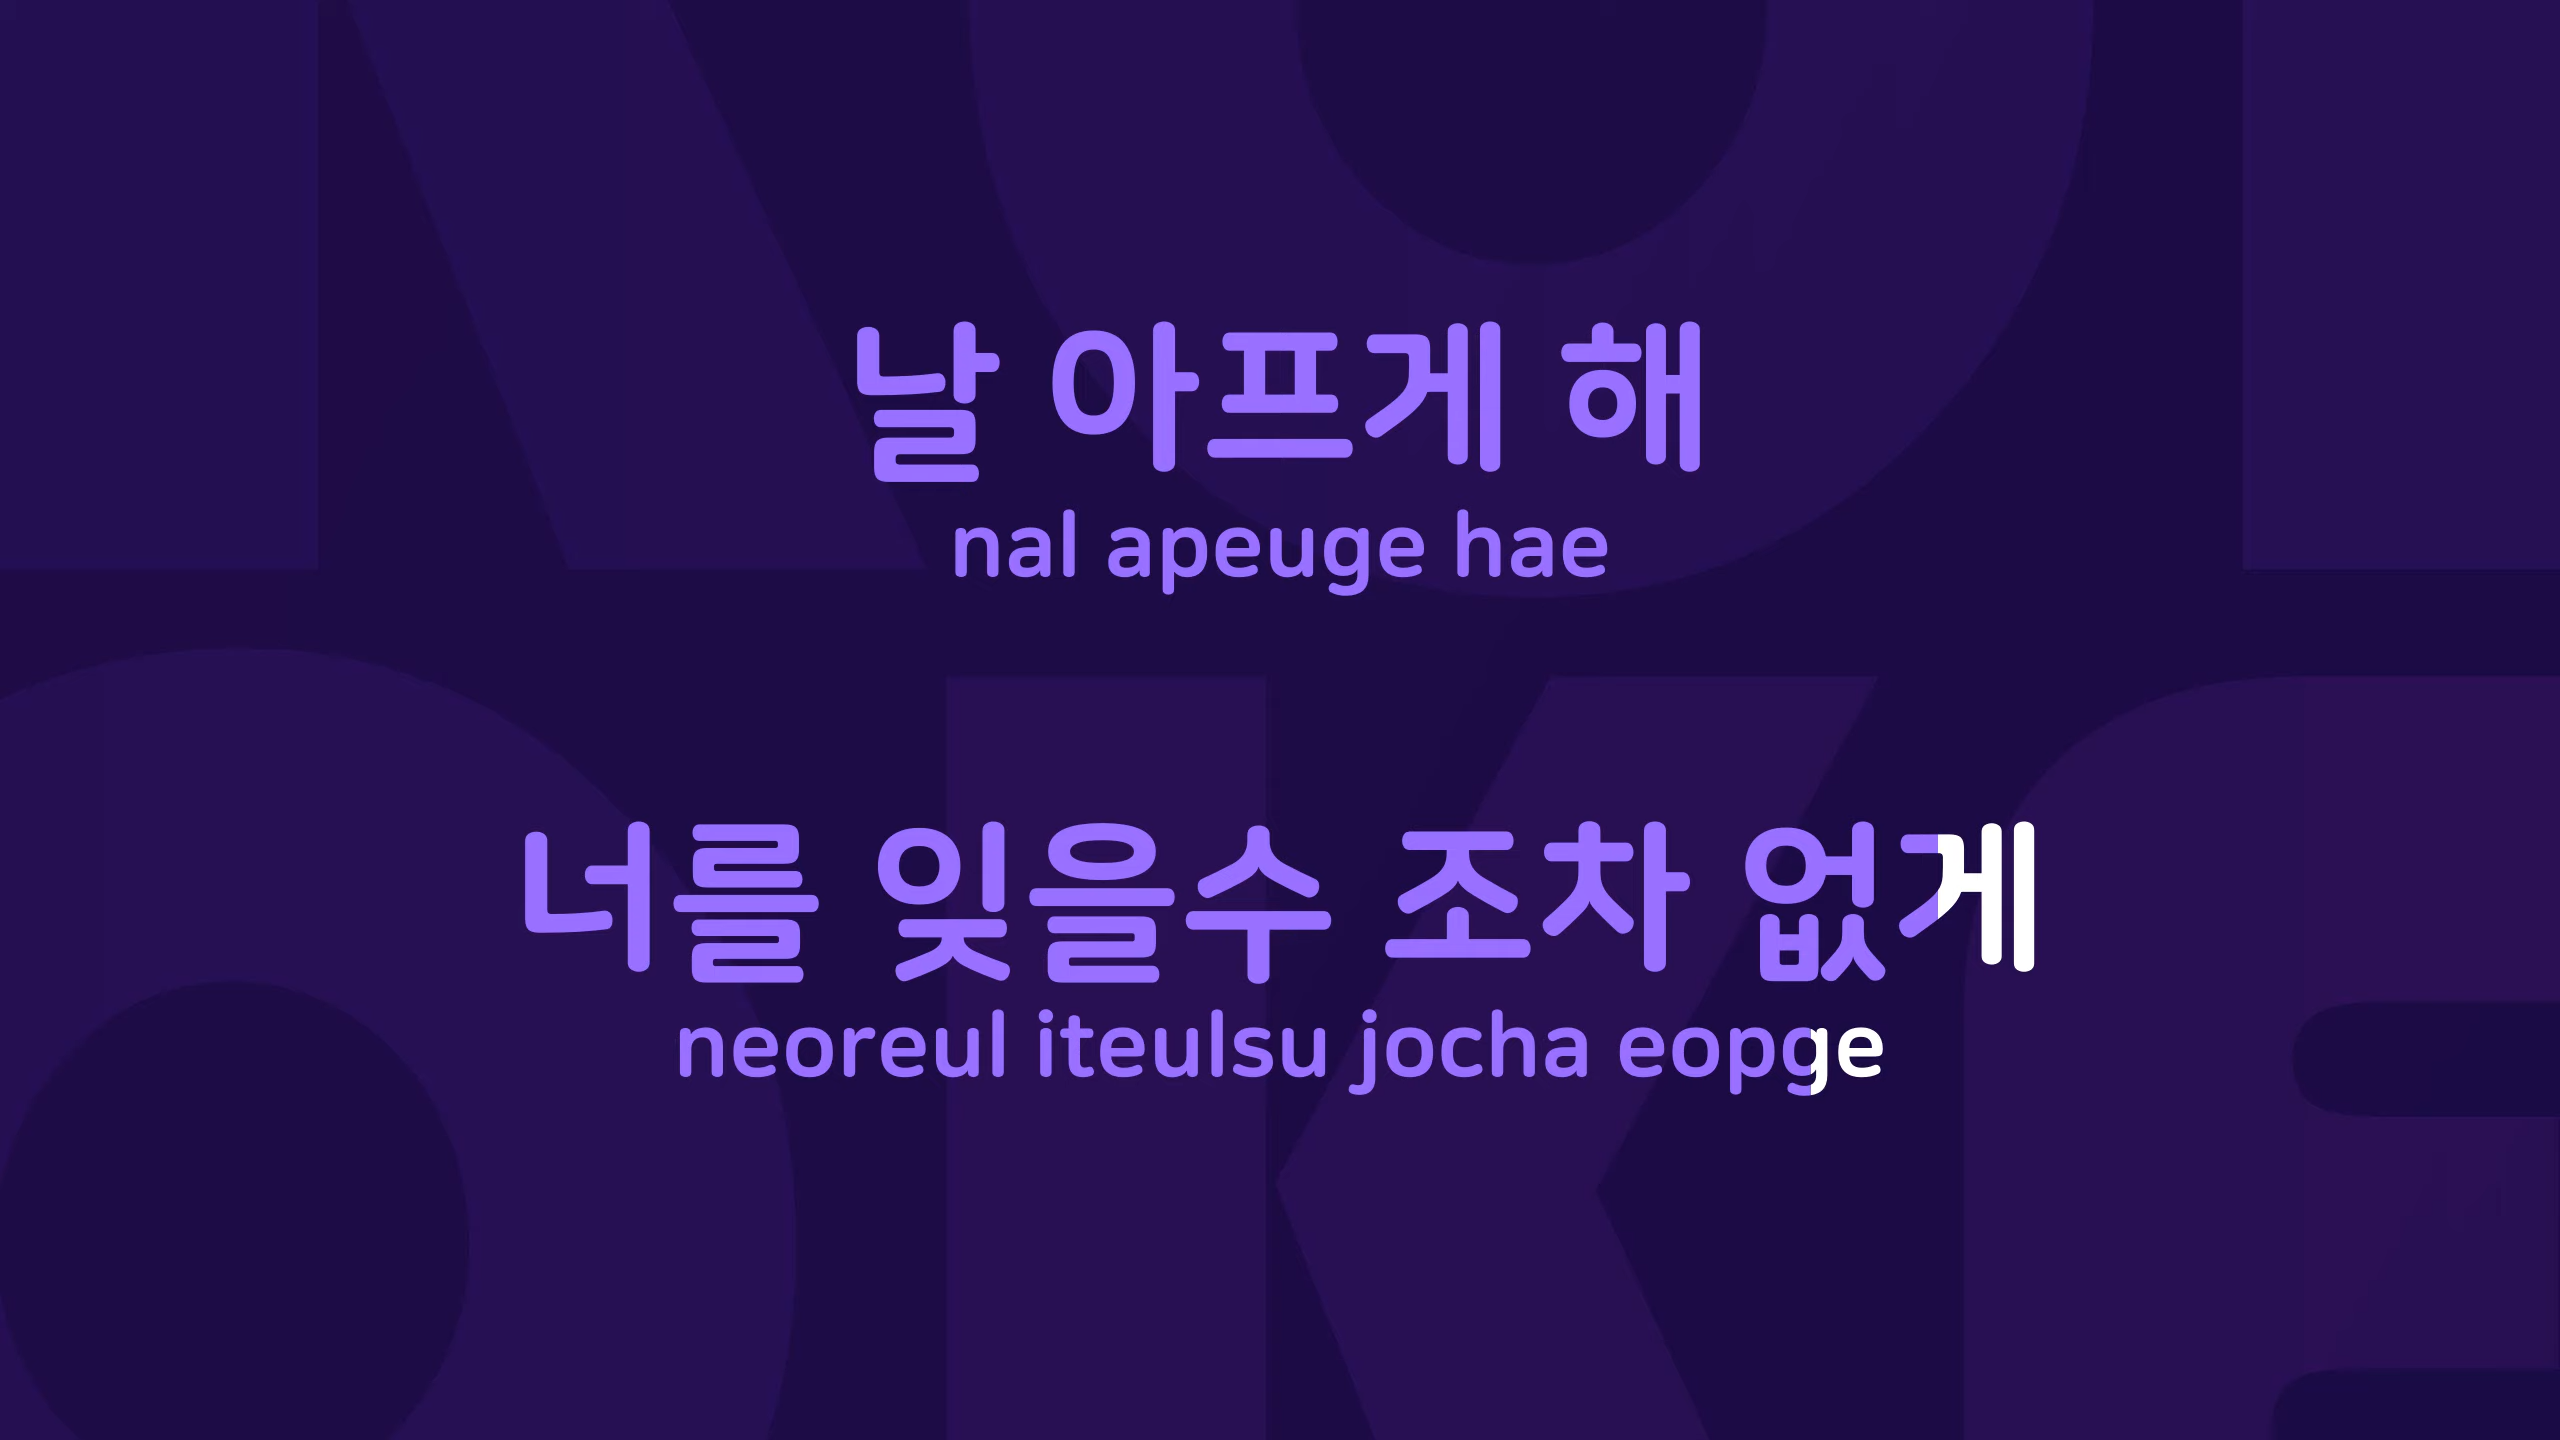 날 아프게 해
nal apeuge hae
너를 잊을수 조차 없게
neoreul iteulsu jocha eopge